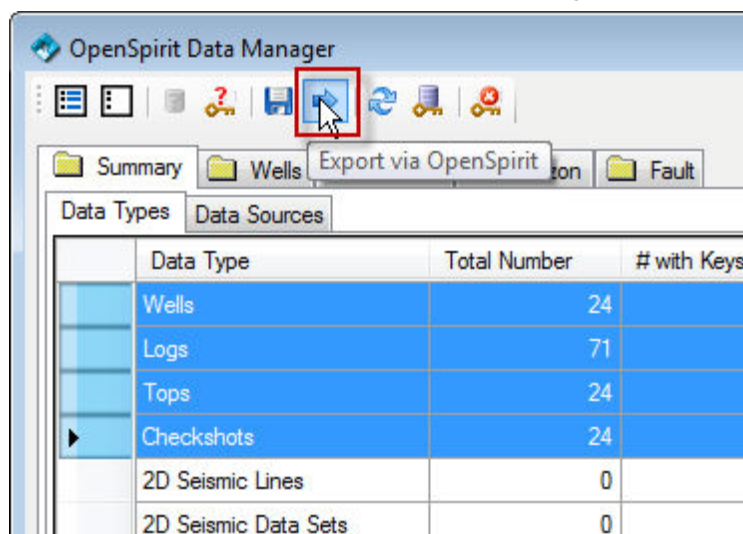 OpenSpirit Data Manager
Export via OpenSpirit
Summary Wells Fault
Data Types Data Sources
Data Type Total Number # with Keys
Wells 24
Logs 71
Tops 24
Checkshots 24
2D Seismic Lines 0
2D Seismic Data Sets 0